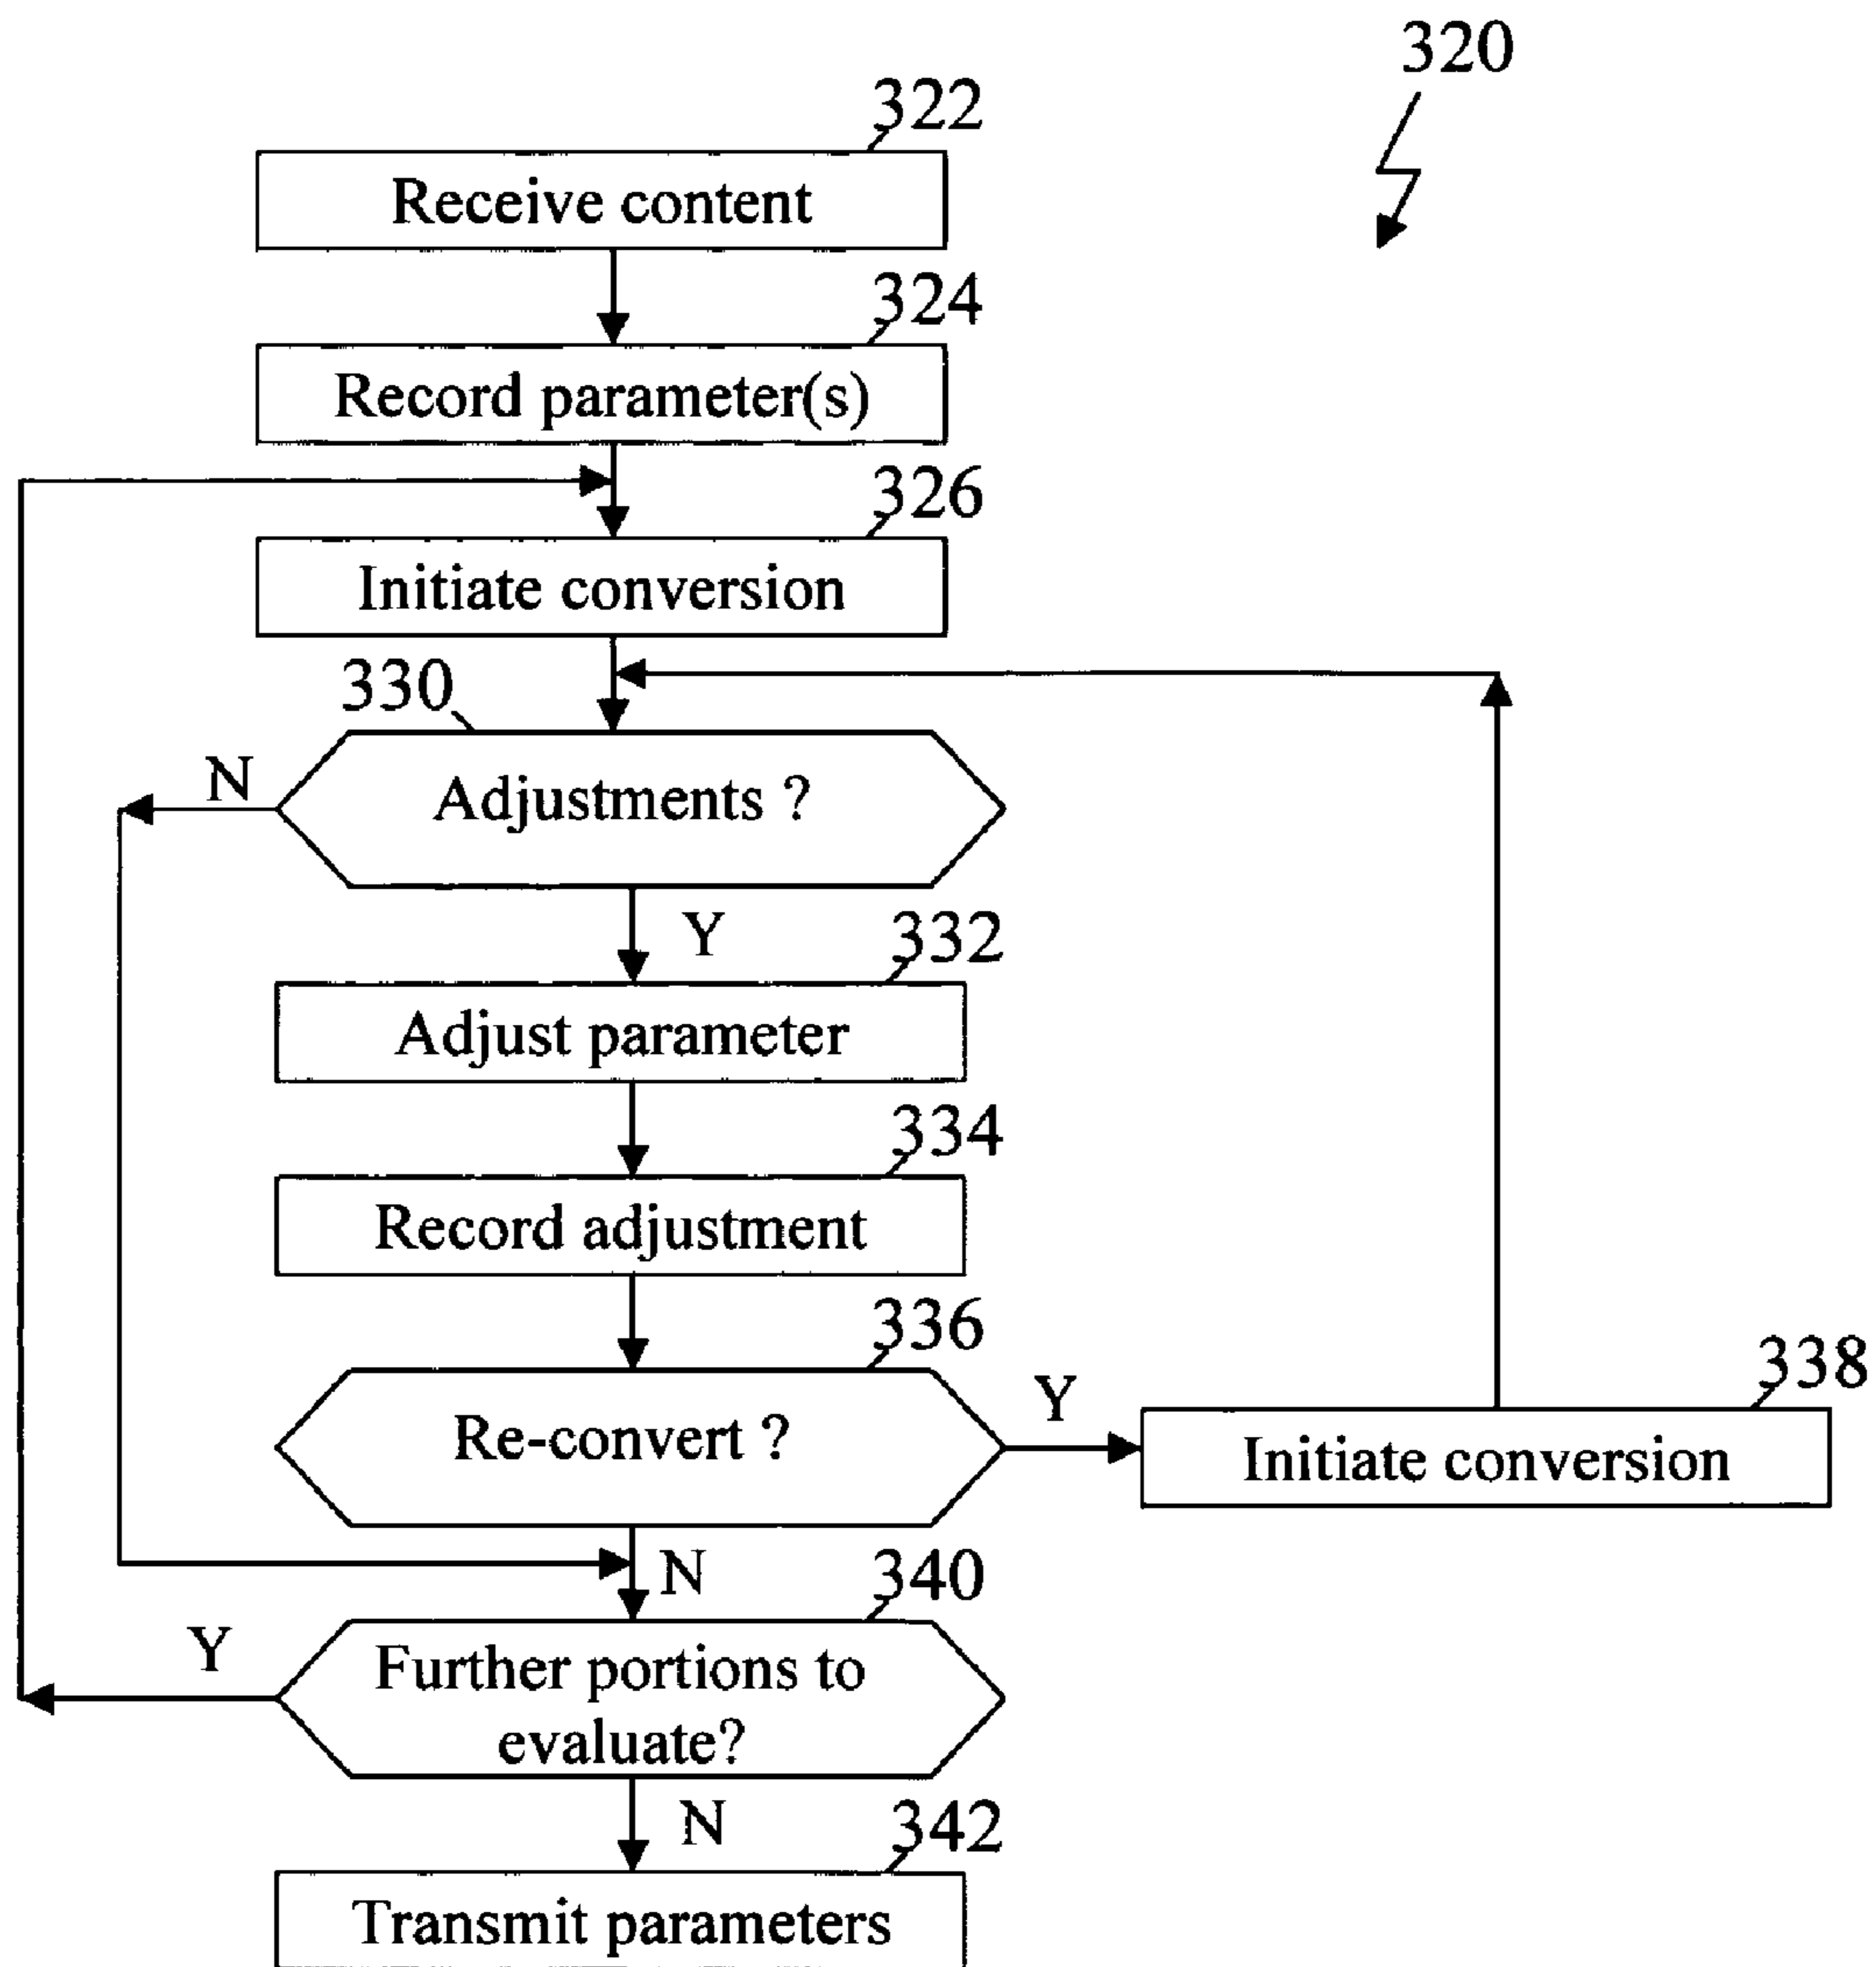 320
322
Receive content
324
Record parameter(s)
326
Initiate conversion
330
N
Adjustments ?
Y
332
Adjust parameter
334
Record adjustment
336
Re-convert ?
Y
338
Initiate conversion
N
340
Y
Further portions to
evaluate?
N
342
Transmit parameters